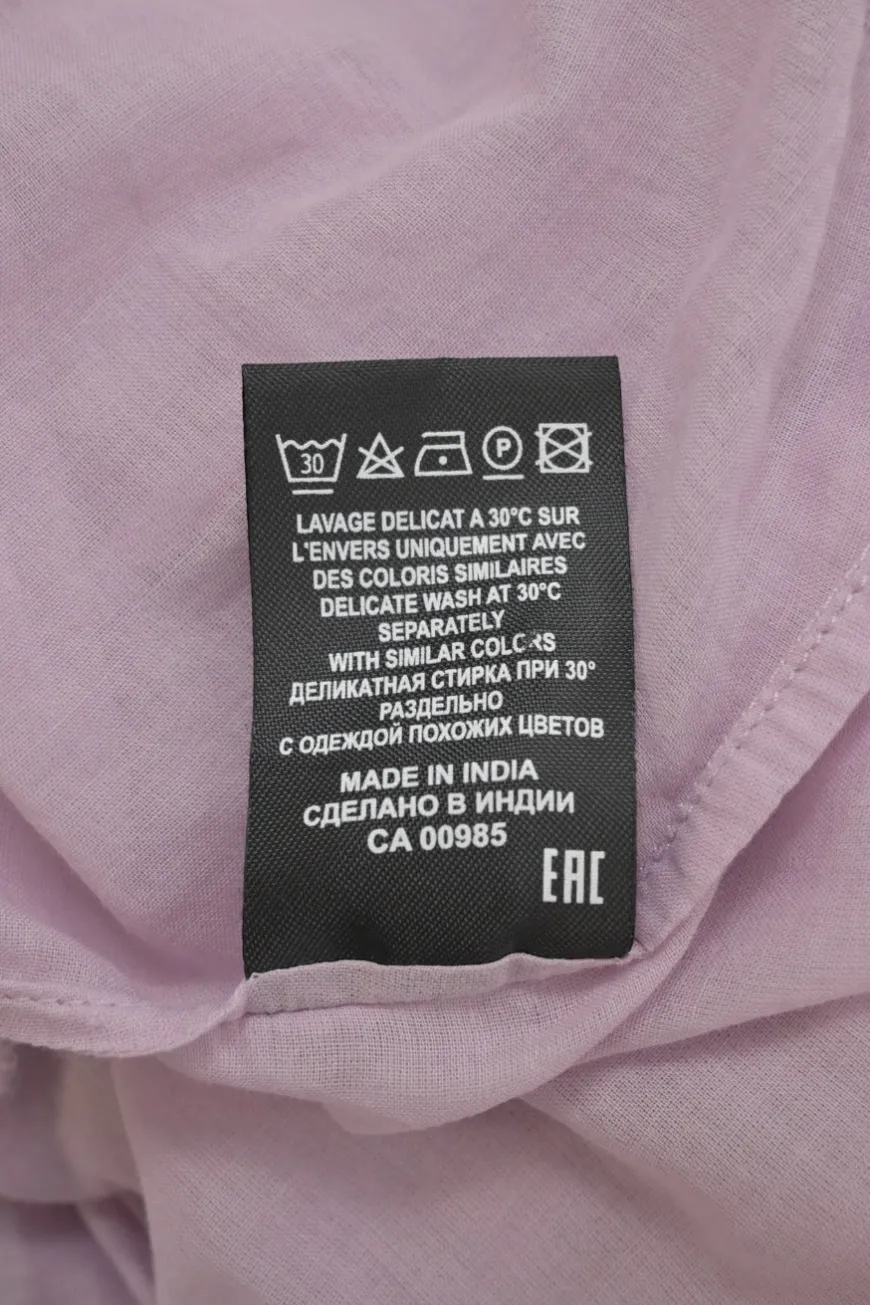 30 P
LAVAGE DELICAT A 30°C SUR
L'ENVERS UNIQUEMENT AVEC
DES COLORIS SIMILAIRES
DELICATE WASH AT 30°C
SEPARATELY
WITH SIMILAR COLORS
ДЕЛИКАТНАЯ СТИРКА ПРИ 30°
РАЗДЕЛЬНО
С ОДЕЖДОЙ ПОХОЖИХ ЦВЕТОВ
MADE IN INDIA
СДЕЛАНО В ИНДИИ
CA 00985
EAC